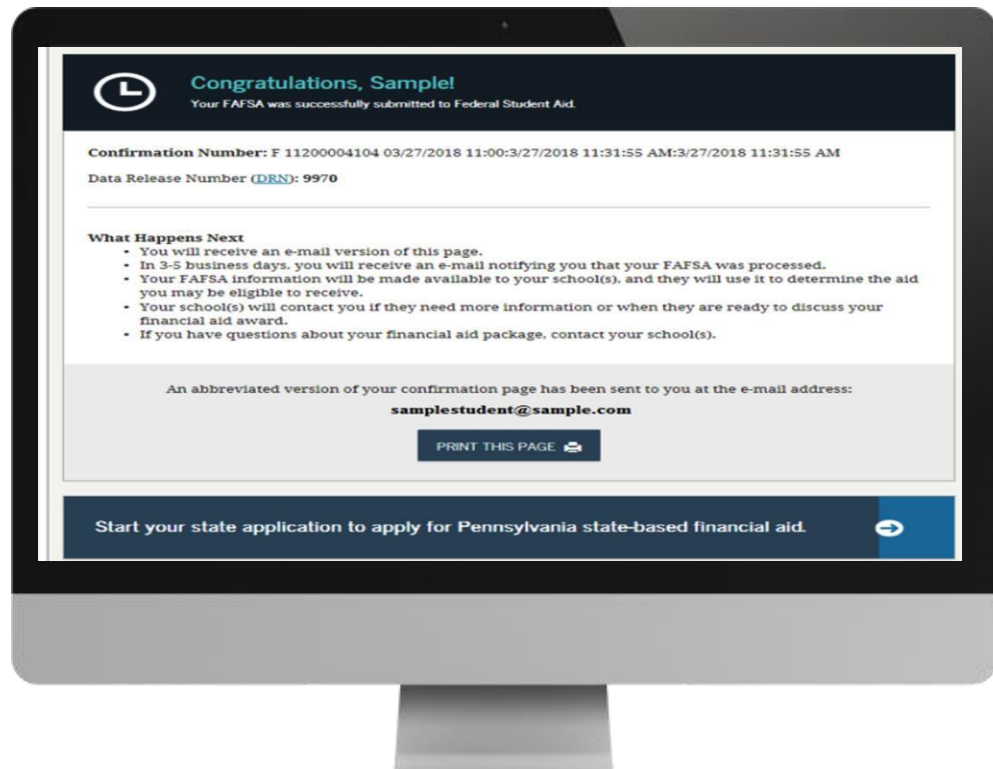 Congratulations, Sample!
Your FAFSA was successfully submitted to Federal Student Aid.
Confirmation Number: F 11200004104 03/27/2018 11:00:3/27/2018 11:31:55 AM:3/27/2018 11:31:55 AM
Data Release Number (DRN): 9970
What Happens Next
• You will receive an e-mail version of this page.
• In 3-5 business days, you will receive an e-mail notifying you that your FAFSA was processed.
• Your FAFSA information will be made available to your school(s), and they will use it to determine the aid
you may be eligible to receive.
• Your school(s) will contact you if they need more information or when they are ready to discuss your
financial aid award.
• If you have questions about your financial aid package, contact your school(s).
An abbreviated version of your confirmation page has been sent to you at the e-mail address:
samplestudent@sample.com
PRINT THIS PAGE
Start your state application to apply for Pennsylvania state-based financial aid.